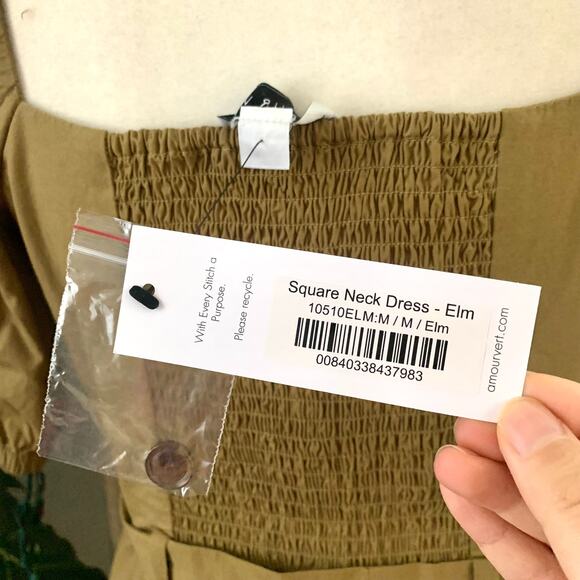 With Every Stitch a
Purpose.
Please recycle.
Square Neck Dress - Elm
10510ELM:M / M / Elm
00840338437983
amourvert.com